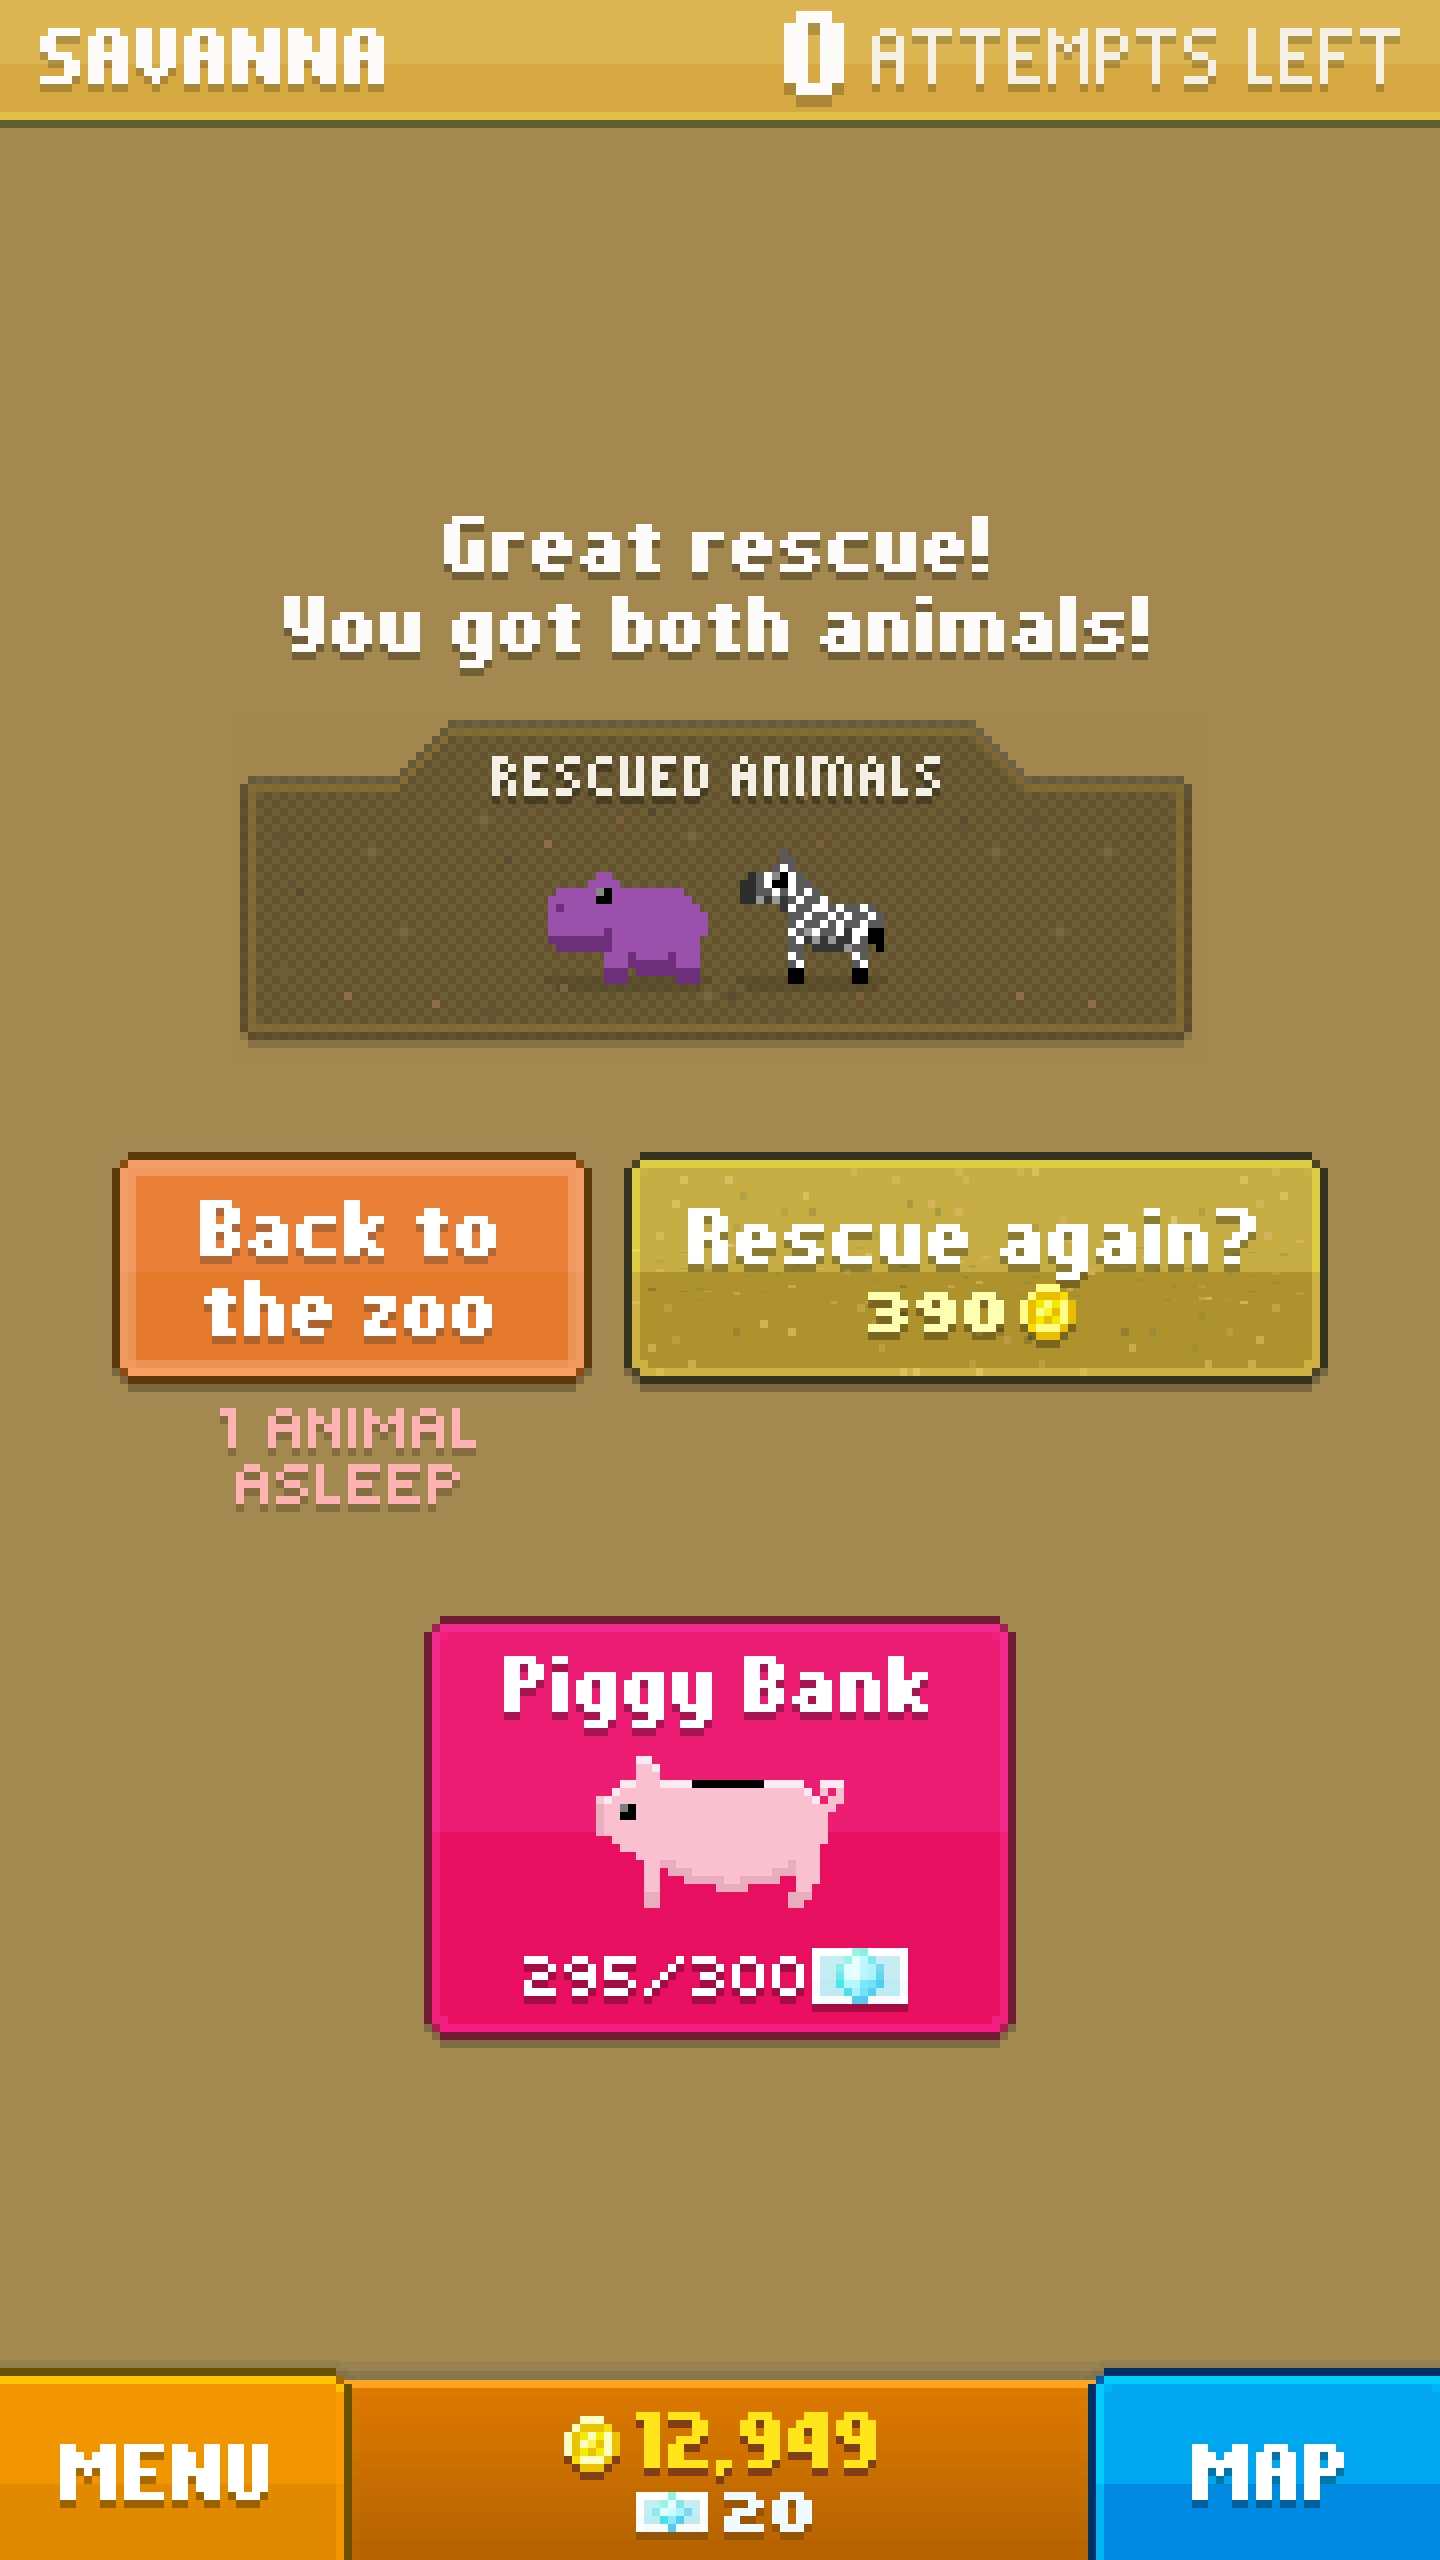 SAVANNA
0 ATTEMPTS LEFT
Great rescue!
You got both animals!
RESCUED ANIMALS
Back to
the zoo
Rescue again?
390
1 ANIMAL
ASLEEP
Piggy Bank
295/300
MENU
12,949
20
MAP